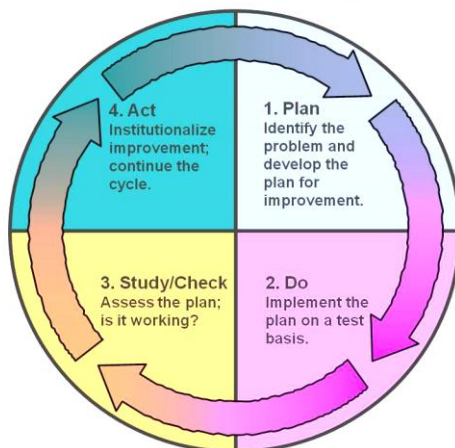 1. Plan
Identify the
problem and
develop the
plan for
improvement.
2. Do
Implement the
plan on a test
basis.
3. Study/Check
Assess the plan;
is it working?
4. Act
Institutionalize
improvement;
continue the
cycle.